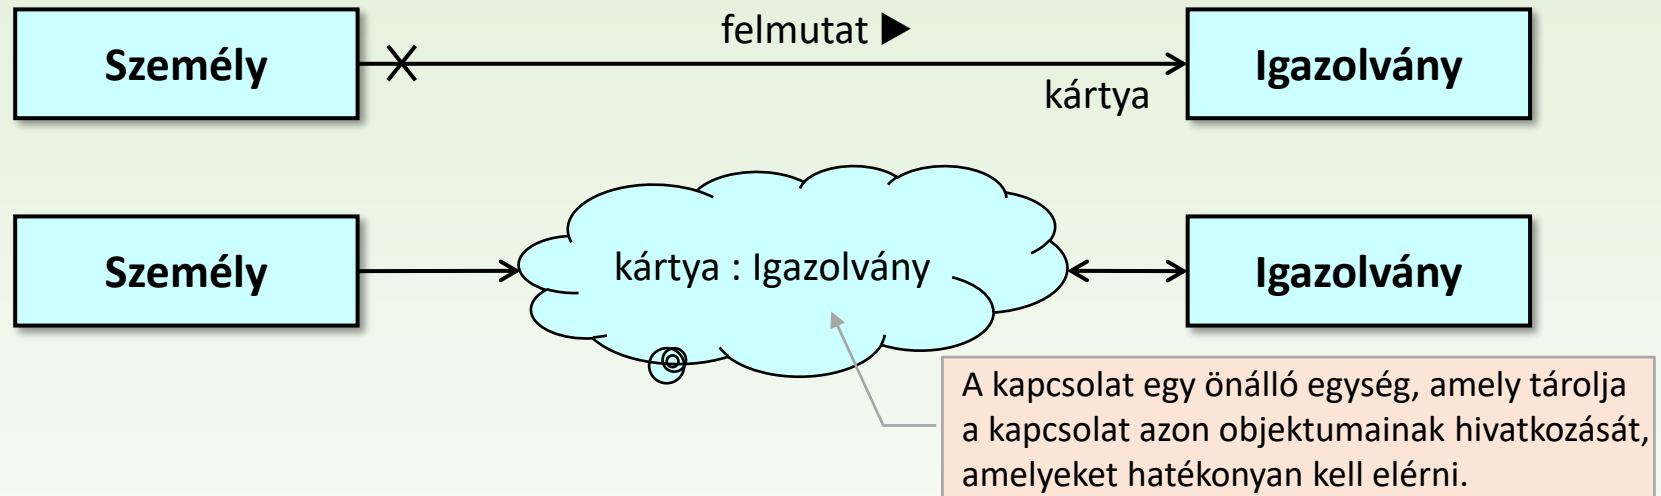 felmutat ▶
Személy
Igazolvány
kártya
Személy
kártya : Igazolvány
Igazolvány
A kapcsolat egy önálló egység, amely tárolja
a kapcsolat azon objektumainak hivatkozását,
amelyeket hatékonyan kell elérni.